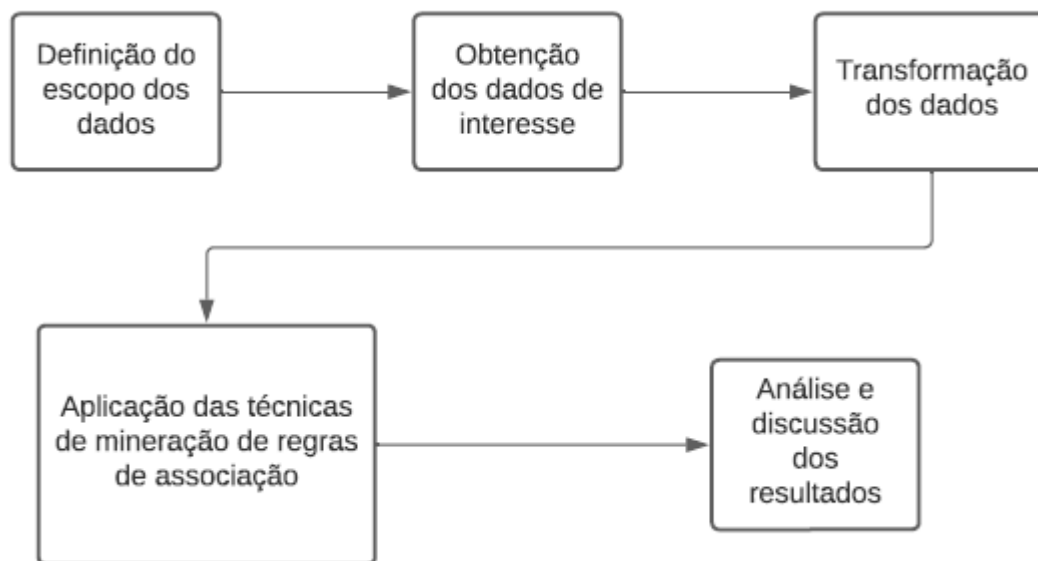 Definição do
escopo dos
dados
Obtenção
dos dados de
interesse
Transformação
dos dados
Aplicação das técnicas
de mineração de regras
de associação
Análise e
discussão
dos
resultados